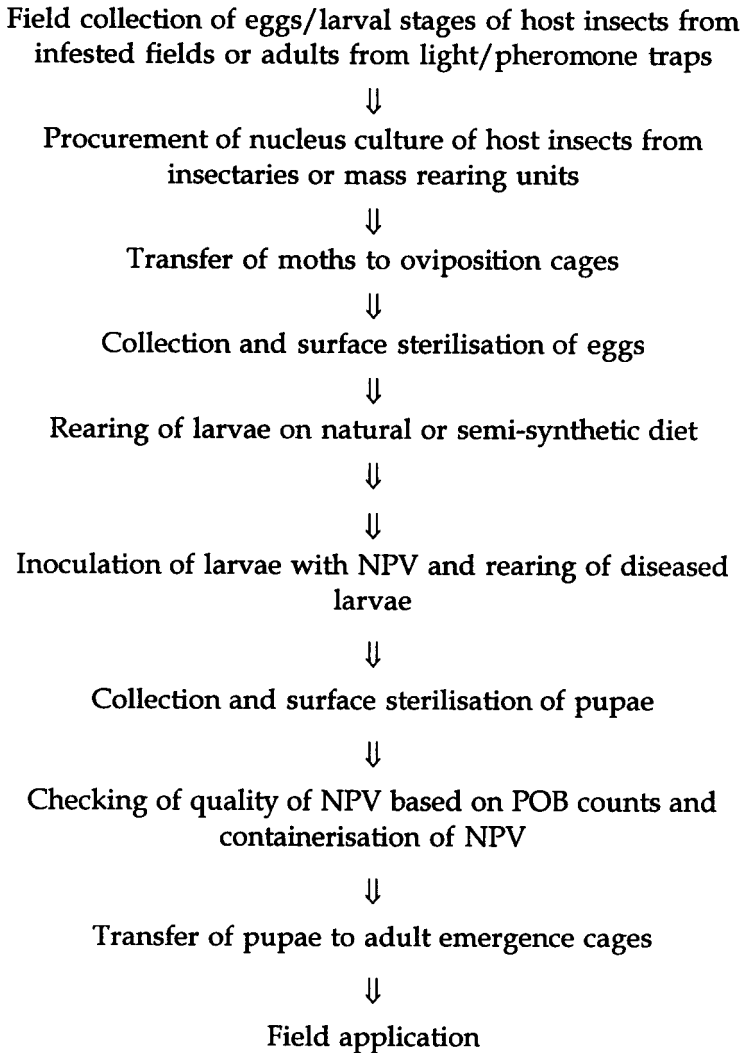 Field collection of eggs/larval stages of host insects from
infested fields or adults from light/pheromone traps
⇓
Procurement of nucleus culture of host insects from
insectaries or mass rearing units
⇓
Transfer of moths to oviposition cages
⇓
Collection and surface sterilisation of eggs
⇓
Rearing of larvae on natural or semi-synthetic diet
⇓
⇓
Inoculation of larvae with NPV and rearing of diseased
larvae
⇓
Collection and surface sterilisation of pupae
⇓
Checking of quality of NPV based on POB counts and
containerisation of NPV
⇓
Transfer of pupae to adult emergence cages
⇓
Field application